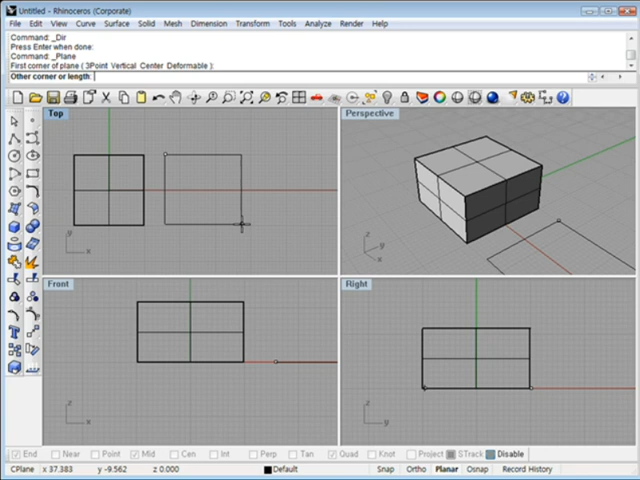 Untitled - Rhinoceros (Corporate)
File Edit View Curve Surface Solid Mesh Dimension Transform Tools Analyze Render Help
Command: _Dir
Press Enter when done:
Command: _Plane
First corner of plane ( 3Point Vertical Center Deformable ):
Other corner or length:
Top
Perspective
y
x
z
y
x
Front
Right
z
x
z
y
End Near Point Mid Cen Int Perp Tan Quad Knot Project STrack Disable
CPlane x 37.383 y -9.562 z 0.000 Default Snap Ortho Planar Osnap Record History